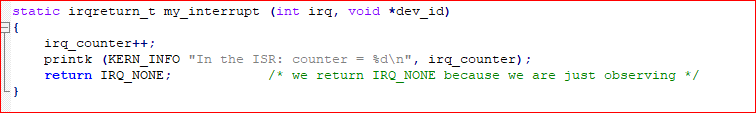 static irqreturn_t my_interrupt (int irq, void *dev_id)
{
    irq_counter++;
    printk (KERN_INFO "In the ISR: counter = %d\n", irq_counter);
    return IRQ_NONE;            /* we return IRQ_NONE because we are just observing */
}